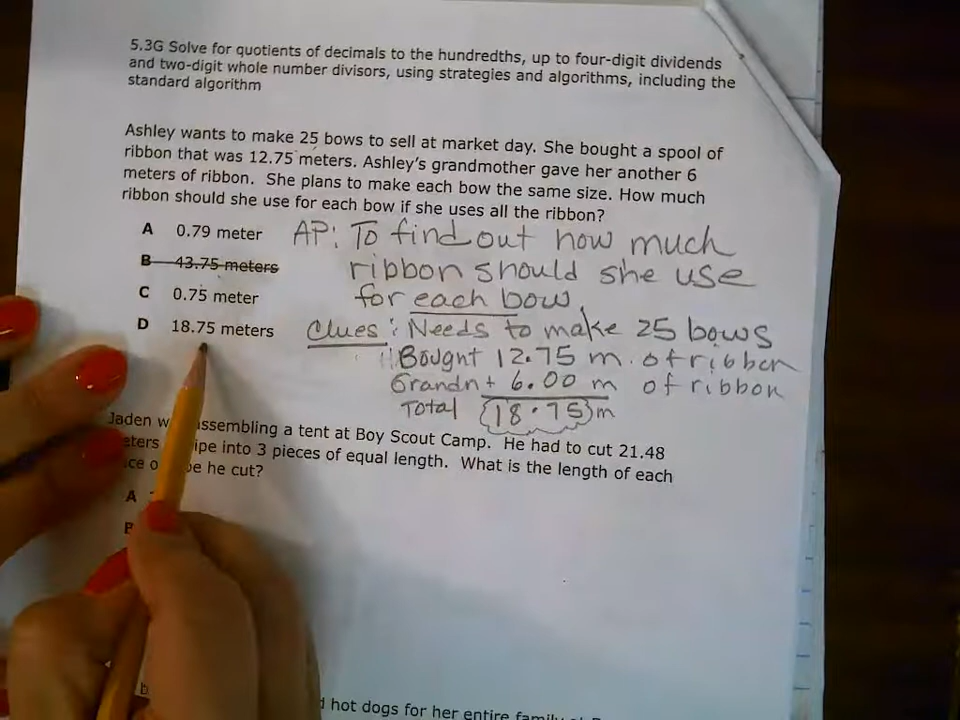 5.3G Solve for quotients of decimals to the hundredths, up to four-digit dividends
and two-digit whole number divisors, using strategies and algorithms, including the
standard algorithm
Ashley wants to make 25 bows to sell at market day. She bought a spool of
ribbon that was 12.75 meters. Ashley's grandmother gave her another 6
meters of ribbon. She plans to make each bow the same size. How much
ribbon should she use for each bow if she uses all the ribbon?
A 0.79 meter
B 43.75 meters
C 0.75 meter
D 18.75 meters
AP: To find out how much
ribbon should she use
for each bow.
Clues: Needs to make 25 bows
Bought 12.75 m. of ribbon
Grandm + 6.00 m of ribbon
Total 18.75 m
Jaden assembling a tent at Boy Scout Camp. He had to cut 21.48
into 3 pieces of equal length. What is the length of each
he cut?
A
hot dogs for her entire family